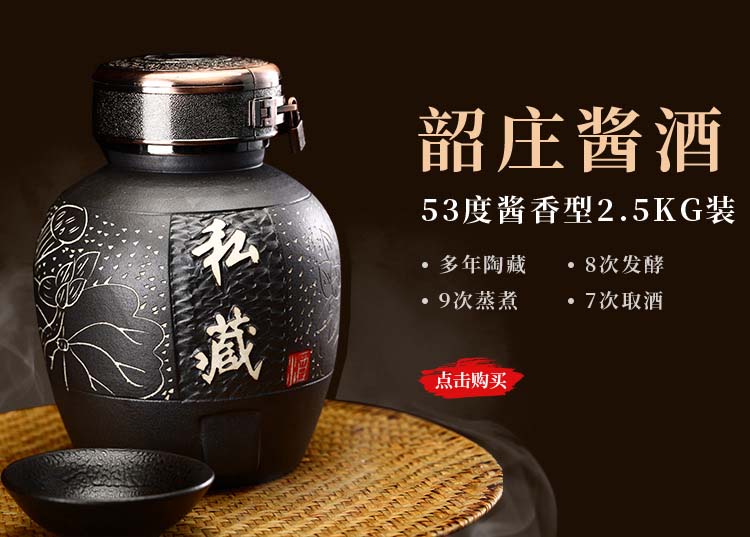 韶庄酱酒
53度酱香型2.5KG装
• 多年陶藏 • 8次发酵
• 9次蒸煮 • 7次取酒
点击购买
私
藏
酒